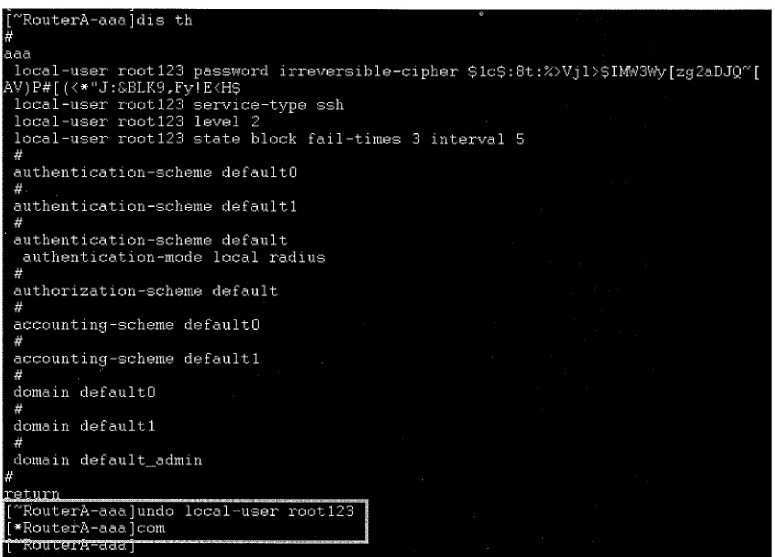 [~RouterA-aaa]dis th
#
aaa
local-user root123 password irreversible-cipher $1c$:8t:%>Vjl>$IMW3Wy[zg2aDJQ~[
AV)P#[(<*"J:&BLK9,Fy!E<H$
local-user root123 service-type ssh
local-user root123 level 2
local-user root123 state block fail-times 3 interval 5
#
authentication-scheme default0
#
authentication-scheme default1
#
authentication-scheme default
authentication-mode local radius
#
authorization-scheme default
#
accounting-scheme default0
#
accounting-scheme default1
#
domain default0
#
domain default1
#
domain default_admin
#
return
[~RouterA-aaa]undo local-user root123
[*RouterA-aaa]com
[~RouterA-aaa]